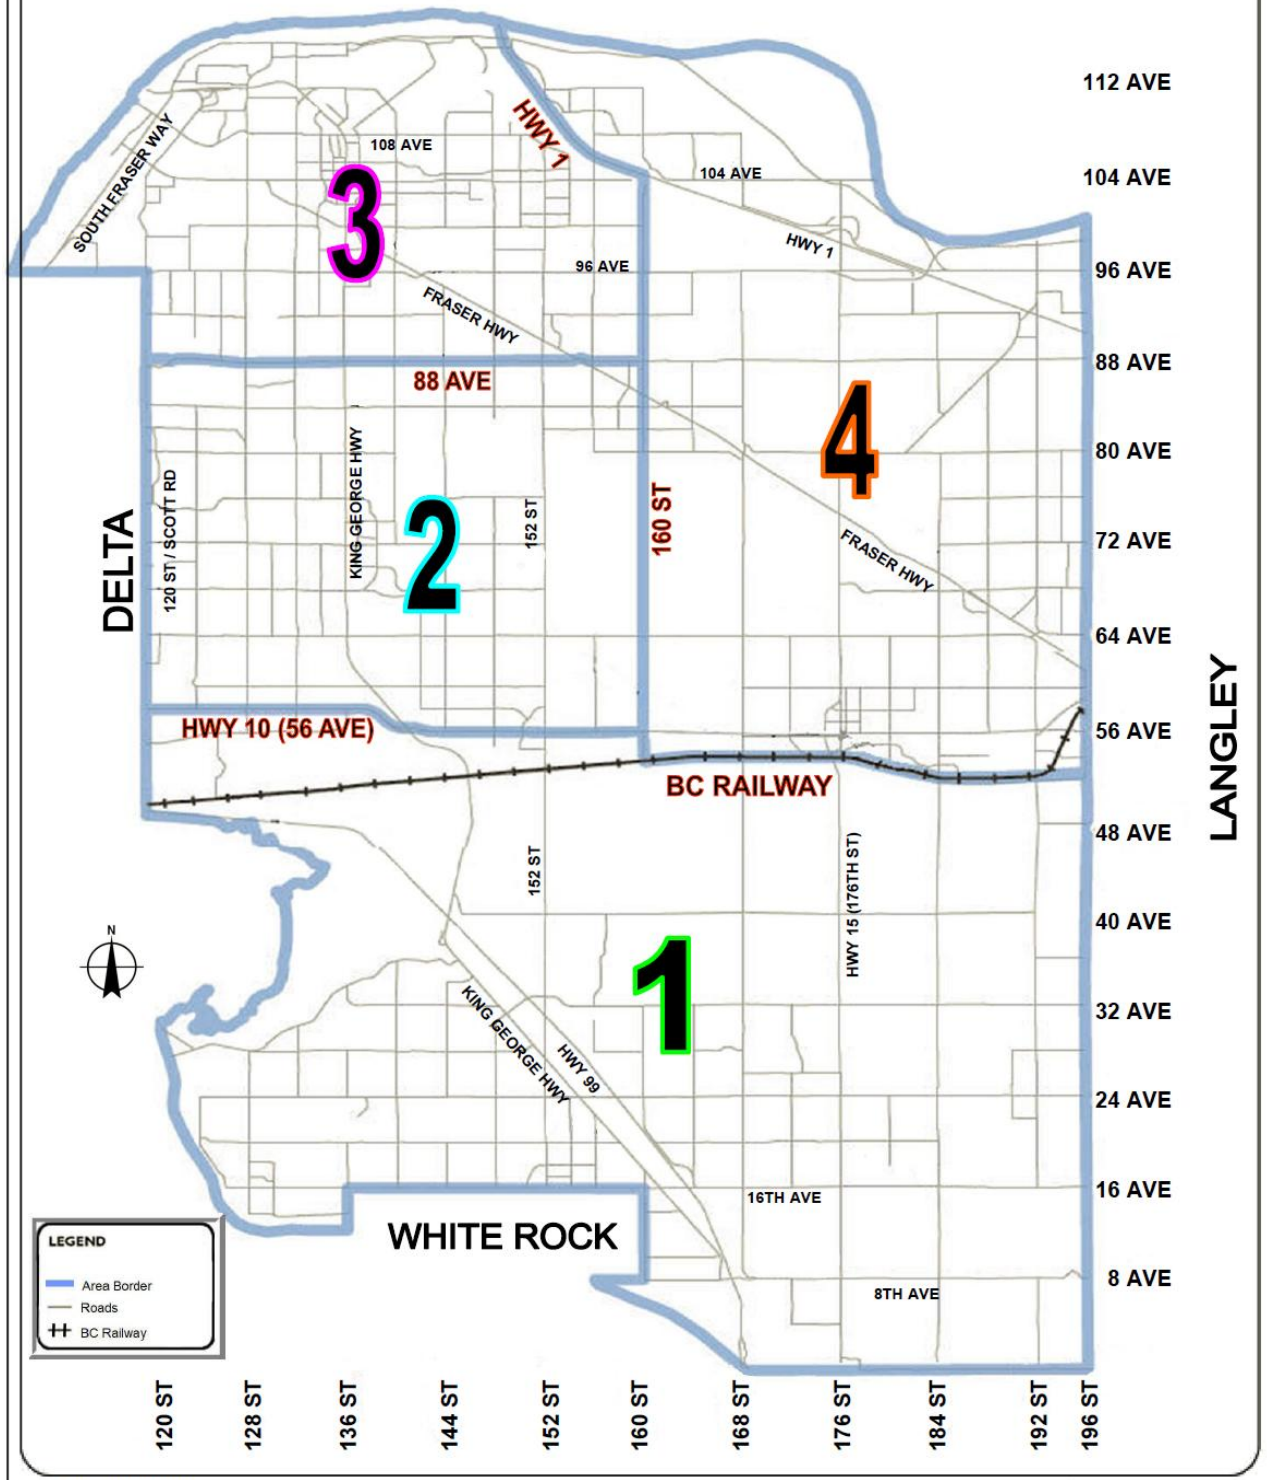 112 AVE
SOUTH FRASER WAY
HWY 1
108 AVE
3
104 AVE
104 AVE
HWY 1
96 AVE
96 AVE
FRASER HWY
88 AVE
88 AVE
4
80 AVE
KING GEORGE HWY
120 ST / SCOTT RD
2
152 ST
160 ST
DELTA
72 AVE
FRASER HWY
64 AVE
LANGLEY
HWY 10 (56 AVE)
56 AVE
BC RAILWAY
48 AVE
152 ST
HWY 15 (176TH ST)
40 AVE
N
1
32 AVE
KING GEORGE HWY
HWY 99
24 AVE
16 AVE
16TH AVE
WHITE ROCK
8 AVE
8TH AVE
LEGEND
Area Border
Roads
BC Railway
120 ST
128 ST
136 ST
144 ST
152 ST
160 ST
168 ST
176 ST
184 ST
192 ST
196 ST